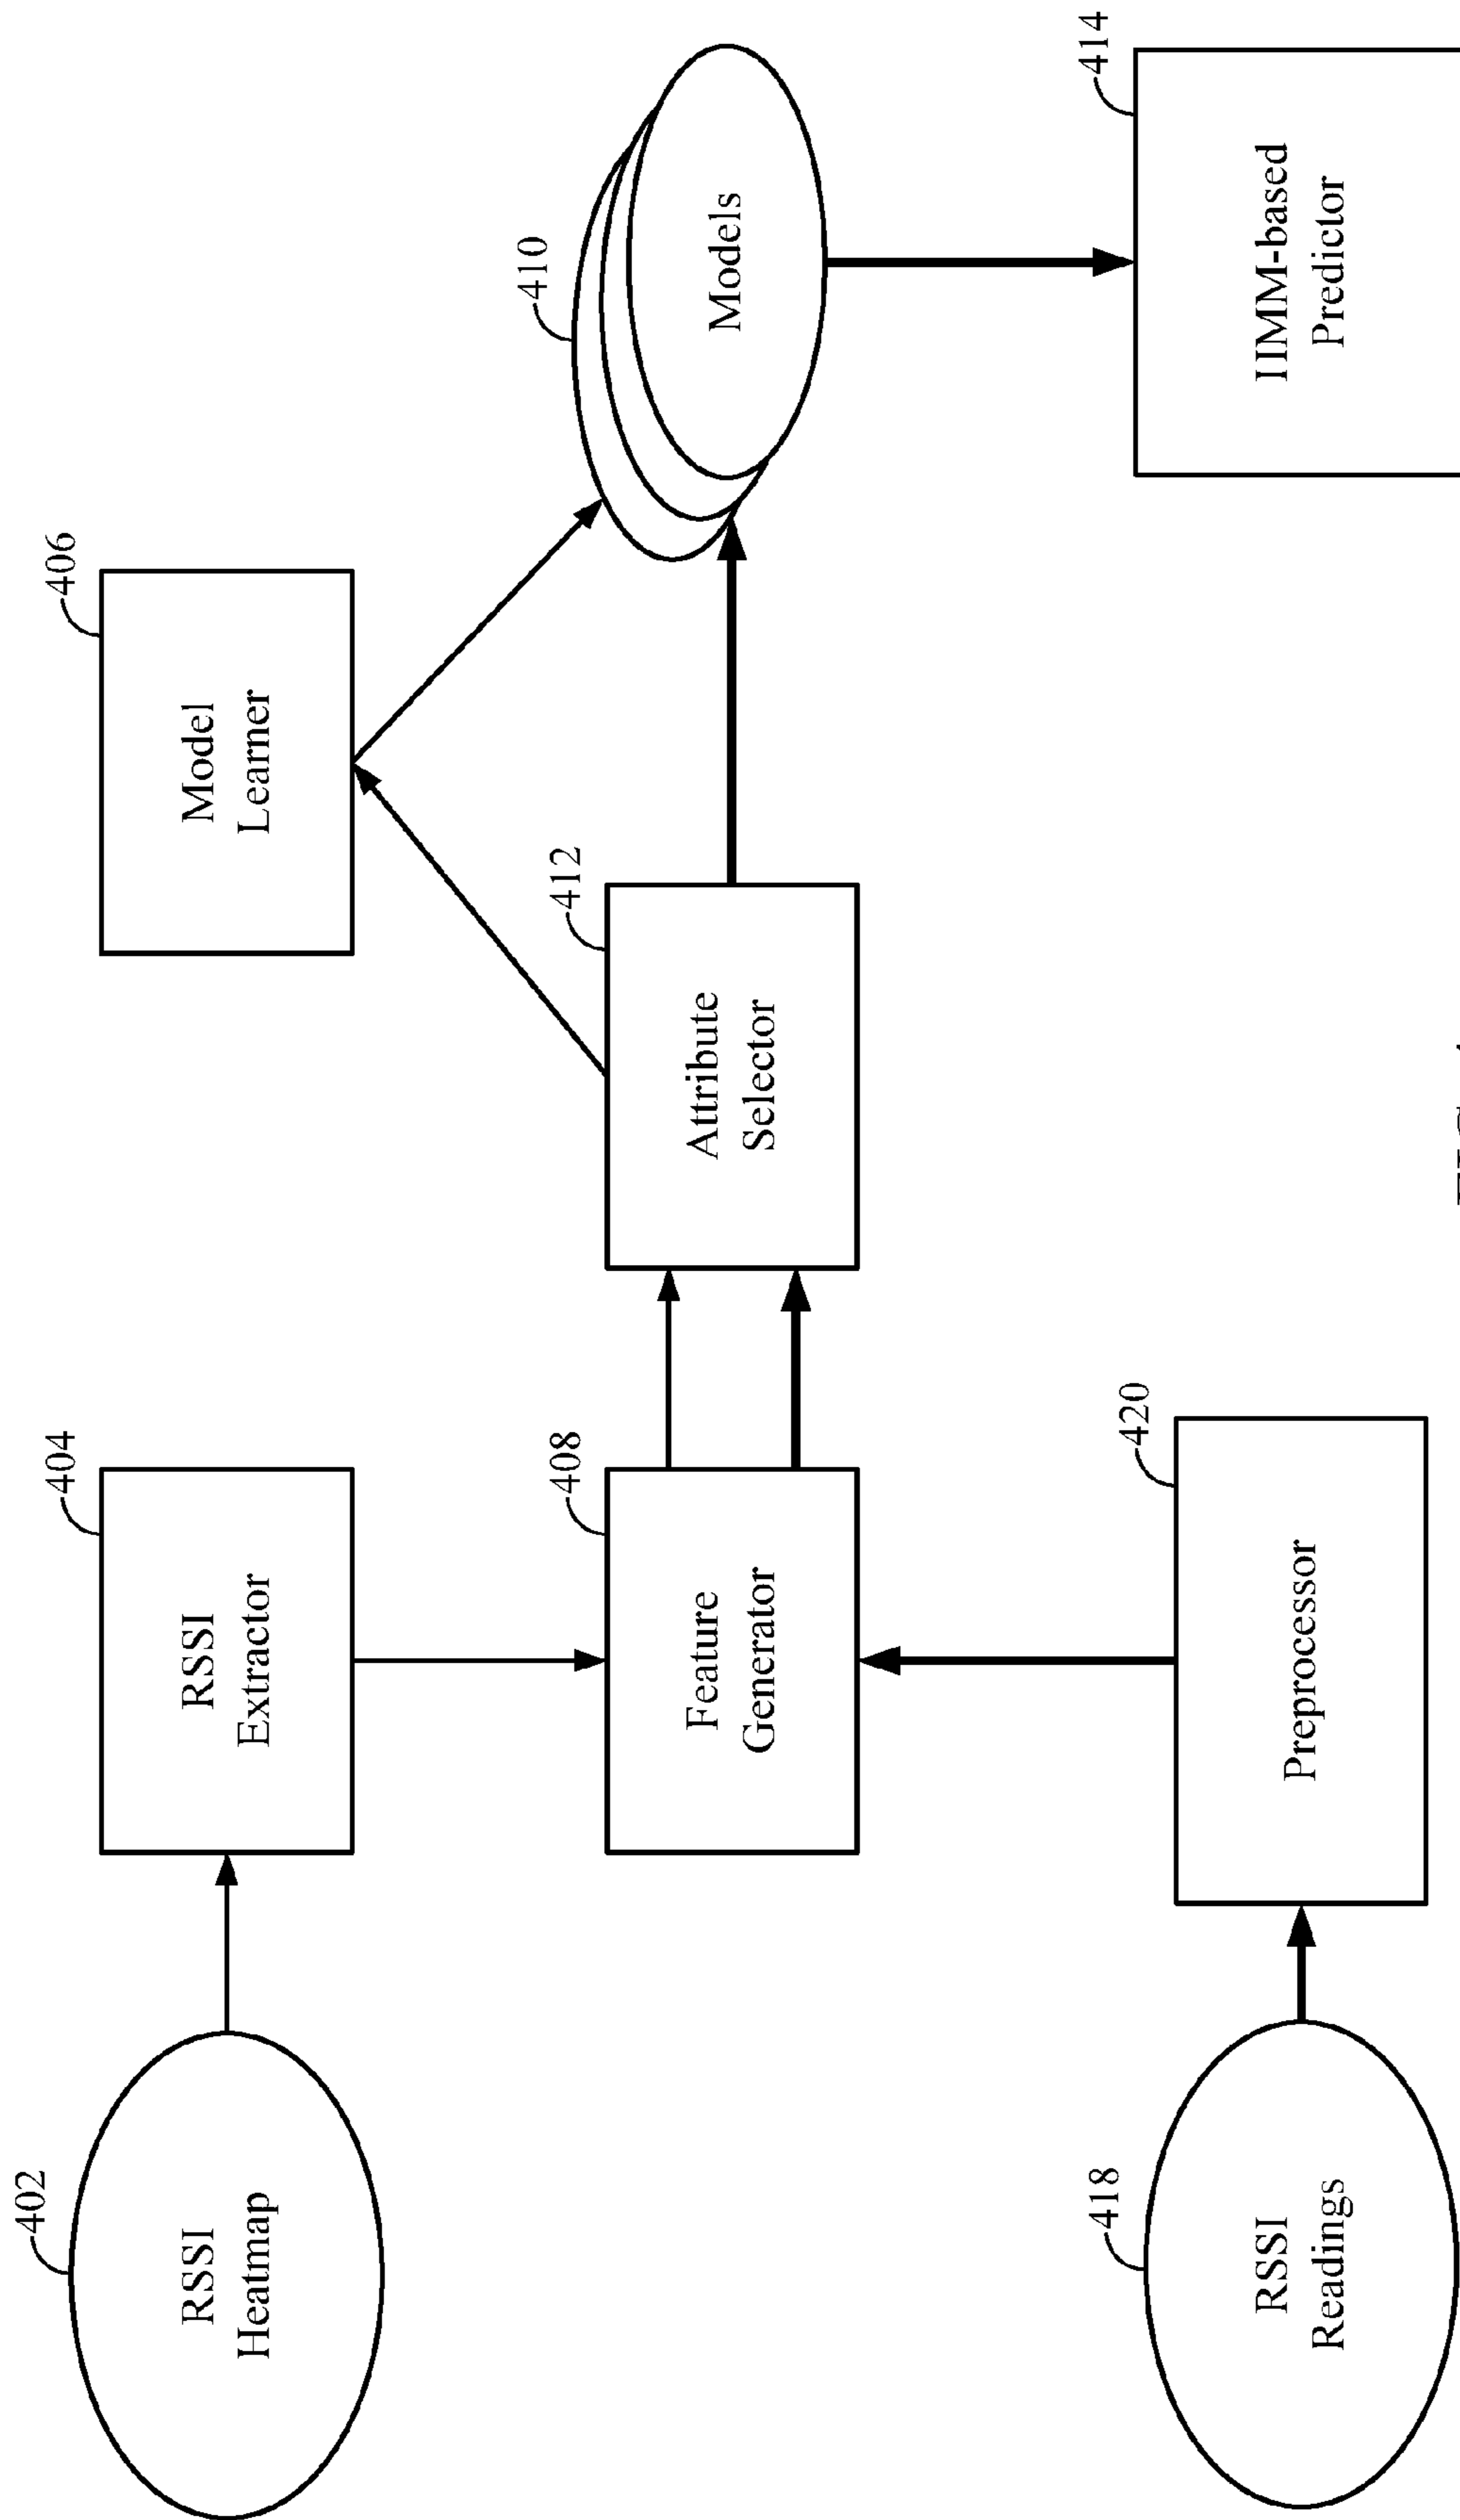 402
RSSI
Heatmap
404
RSSI
Extractor
406
Model
Learner
408
Feature
Generator
412
Attribute
Selector
410
Models
418
RSSI
Readings
420
Preprocessor
414
HMM-based
Predictor